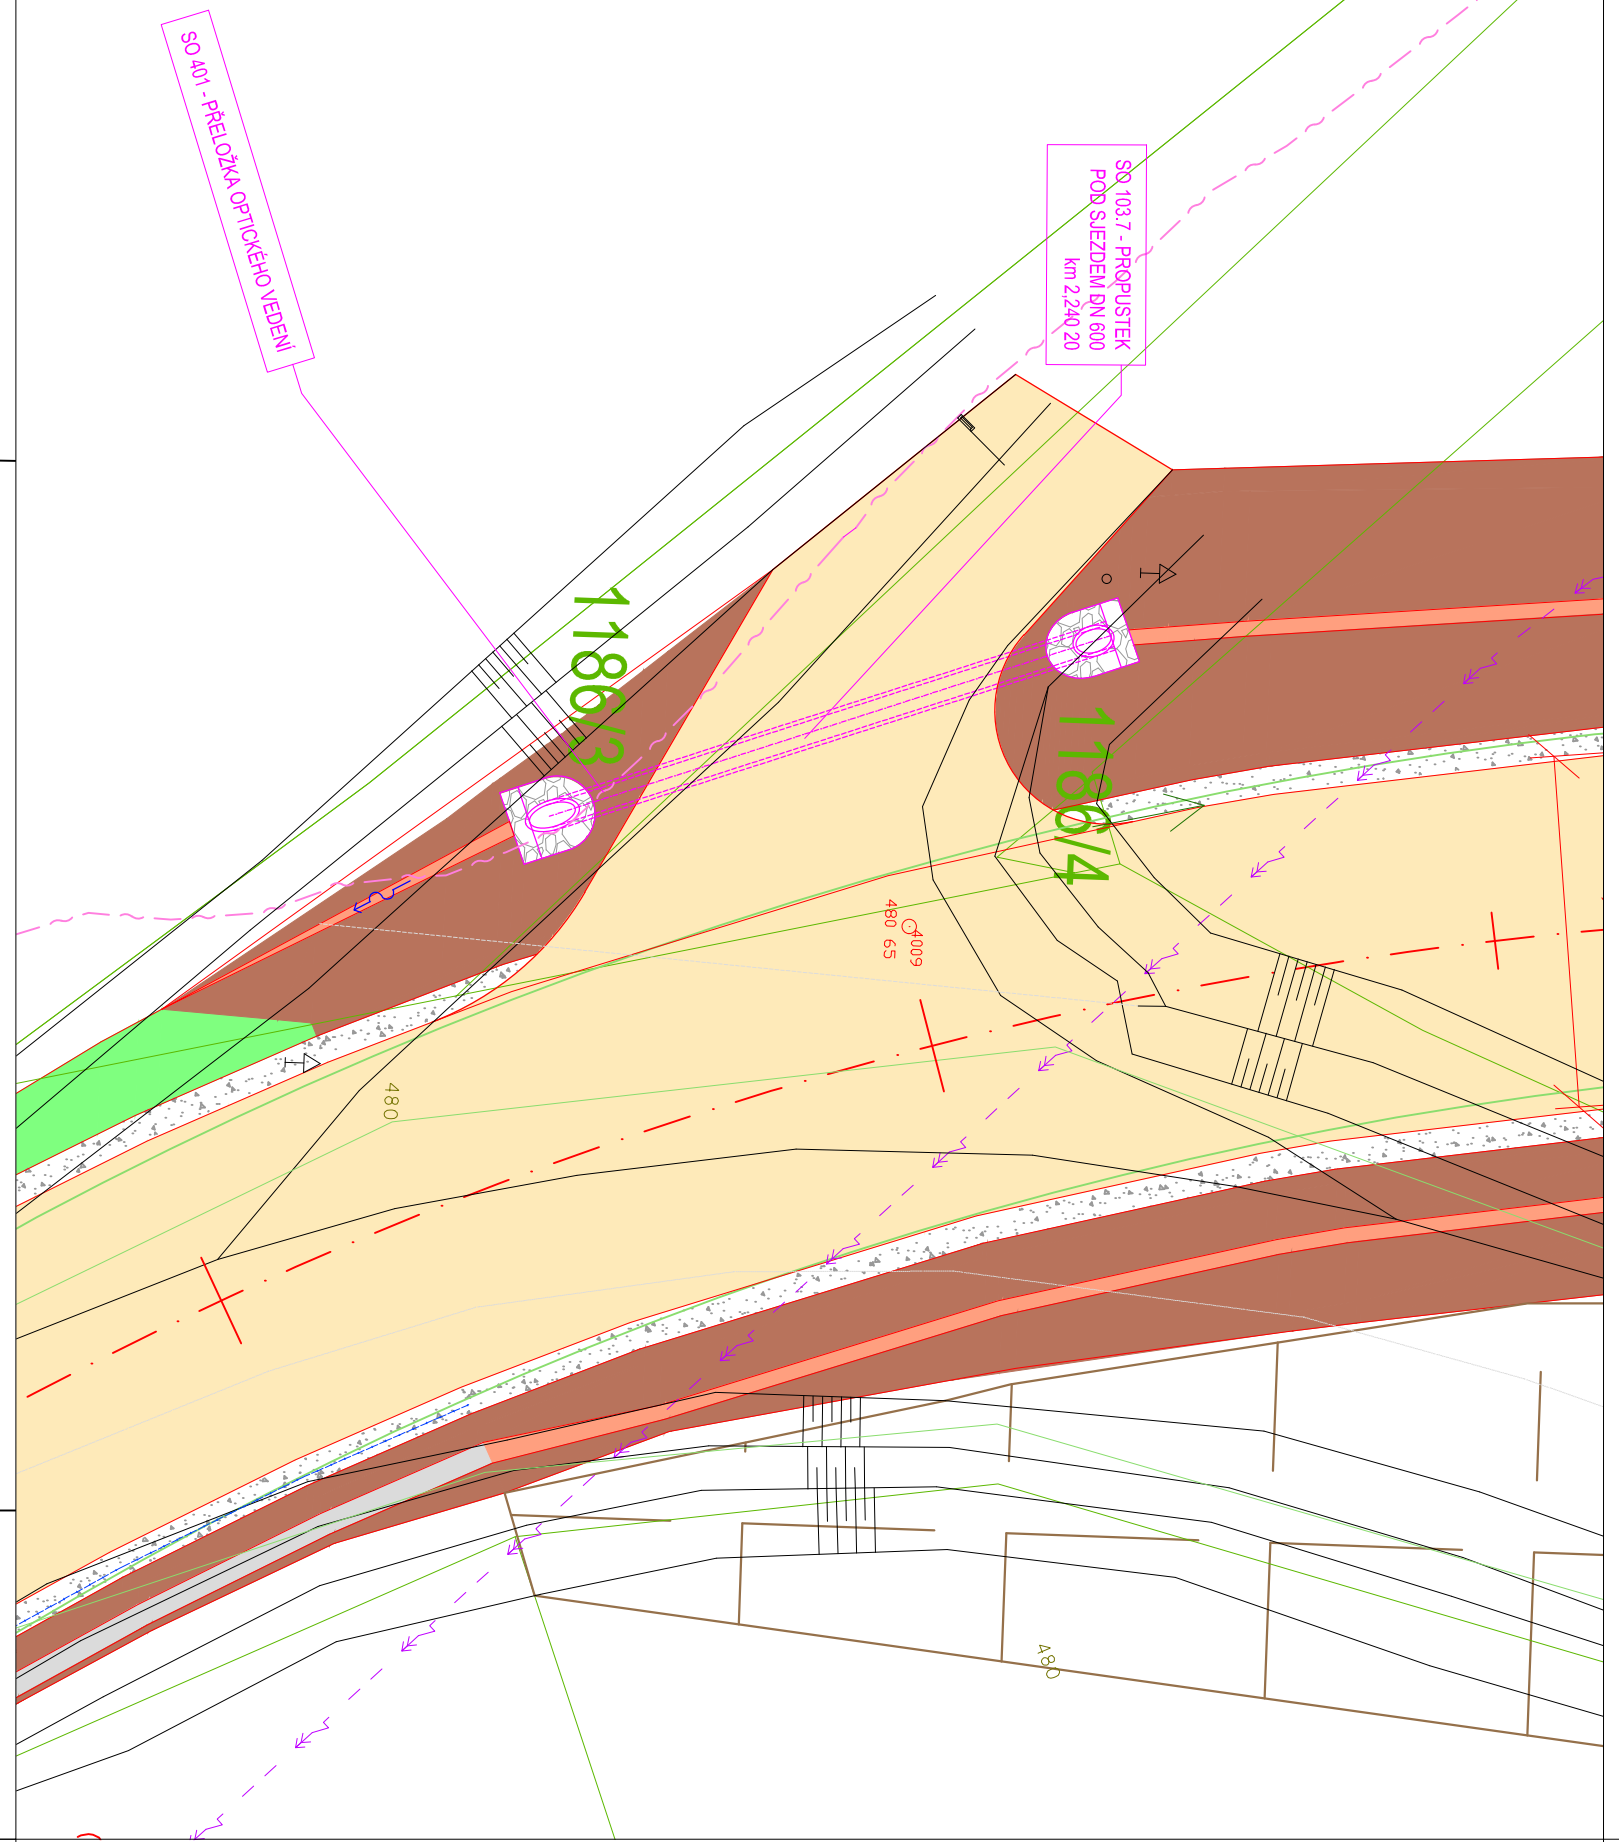 SO 401 - PŘELOŽKA OPTICKÉHO VEDENÍ
SO 103.7 - PROPUSTEK
POD SJEZDEM DN 600
km 2,240 20
1186/3
1186/4
4009
480 65
480
480